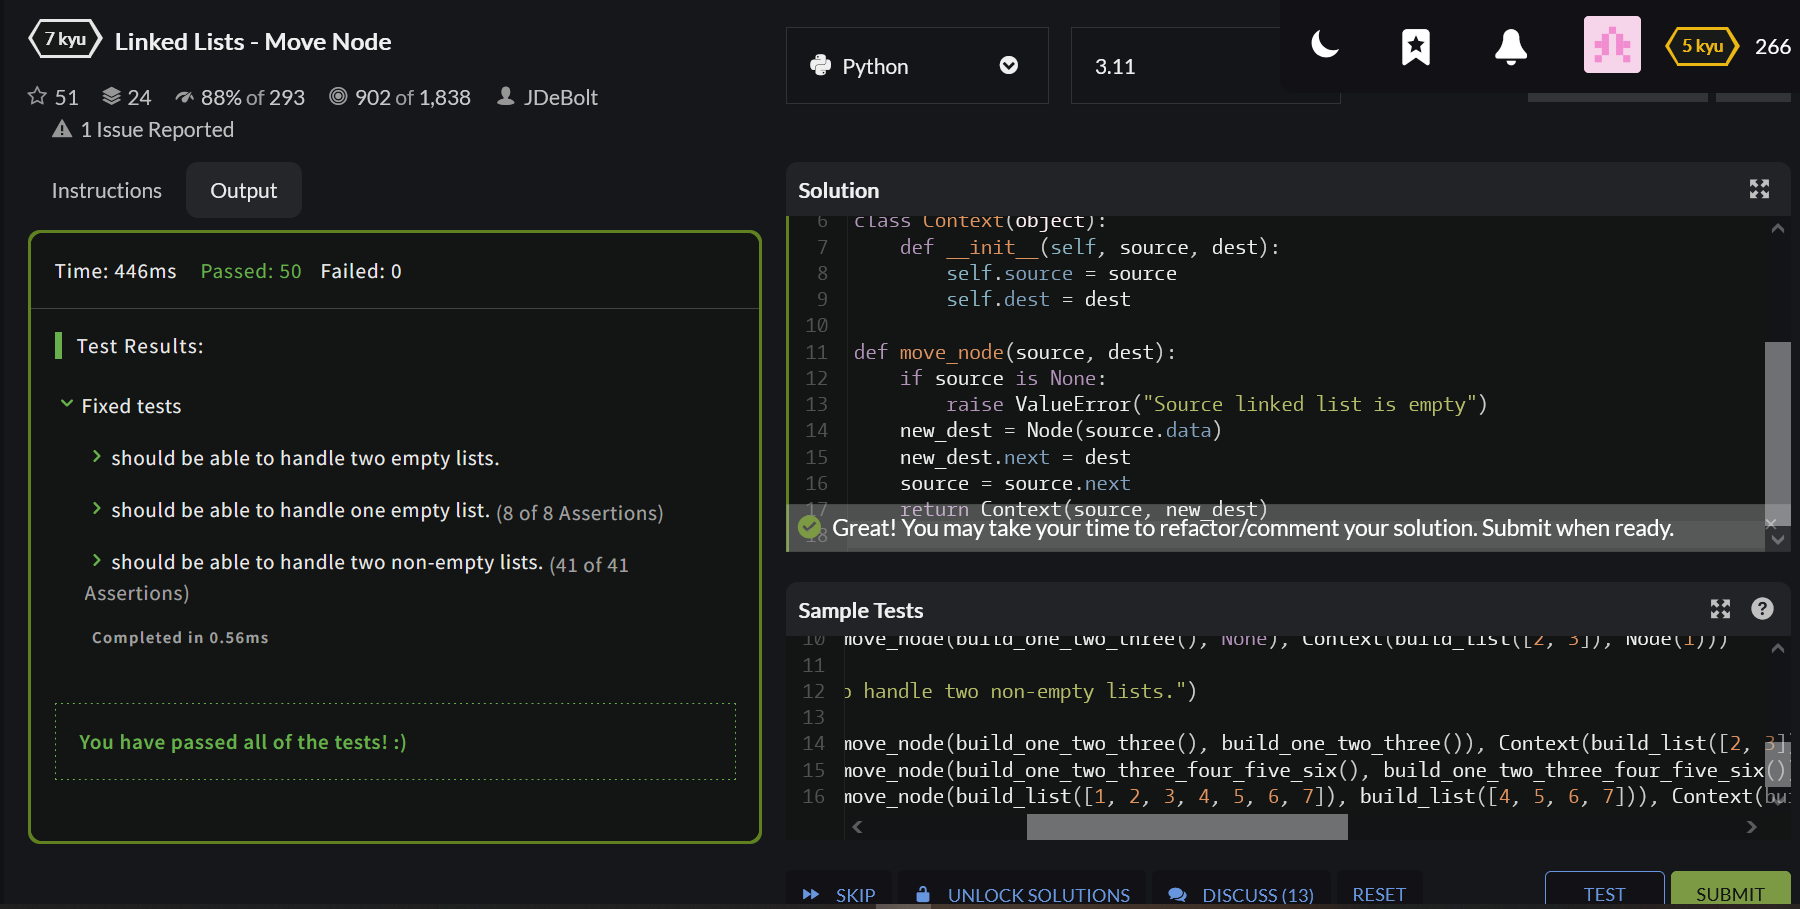 7 kyu Linked Lists - Move Node
51 24 88% of 293 902 of 1,838 JDeBolt
1 Issue Reported
Python
3.11
5 kyu 266
Instructions Output
Time: 446ms Passed: 50 Failed: 0
Test Results:
Fixed tests
should be able to handle two empty lists.
should be able to handle one empty list. (8 of 8 Assertions)
should be able to handle two non-empty lists. (41 of 41
Assertions)
Completed in 0.56ms
You have passed all of the tests! :)
Solution
6 class Context(object):
7 def __init__(self, source, dest):
8 self.source = source
9 self.dest = dest
10
11 def move_node(source, dest):
12 if source is None:
13 raise ValueError("Source linked list is empty")
14 new_dest = Node(source.data)
15 new_dest.next = dest
16 source = source.next
17 return Context(source, new_dest)
18
Great! You may take your time to refactor/comment your solution. Submit when ready.
Sample Tests
10 move_node(build_one_two_three(), None), Context(build_list([2, 3]), Node(1)))
11
12 o handle two non-empty lists.")
13
14 move_node(build_one_two_three(), build_one_two_three()), Context(build_list([2, 3]
15 move_node(build_one_two_three_four_five_six(), build_one_two_three_four_five_six()
16 move_node(build_list([1, 2, 3, 4, 5, 6, 7]), build_list([4, 5, 6, 7])), Context(bui
SKIP UNLOCK SOLUTIONS DISCUSS (13) RESET TEST SUBMIT